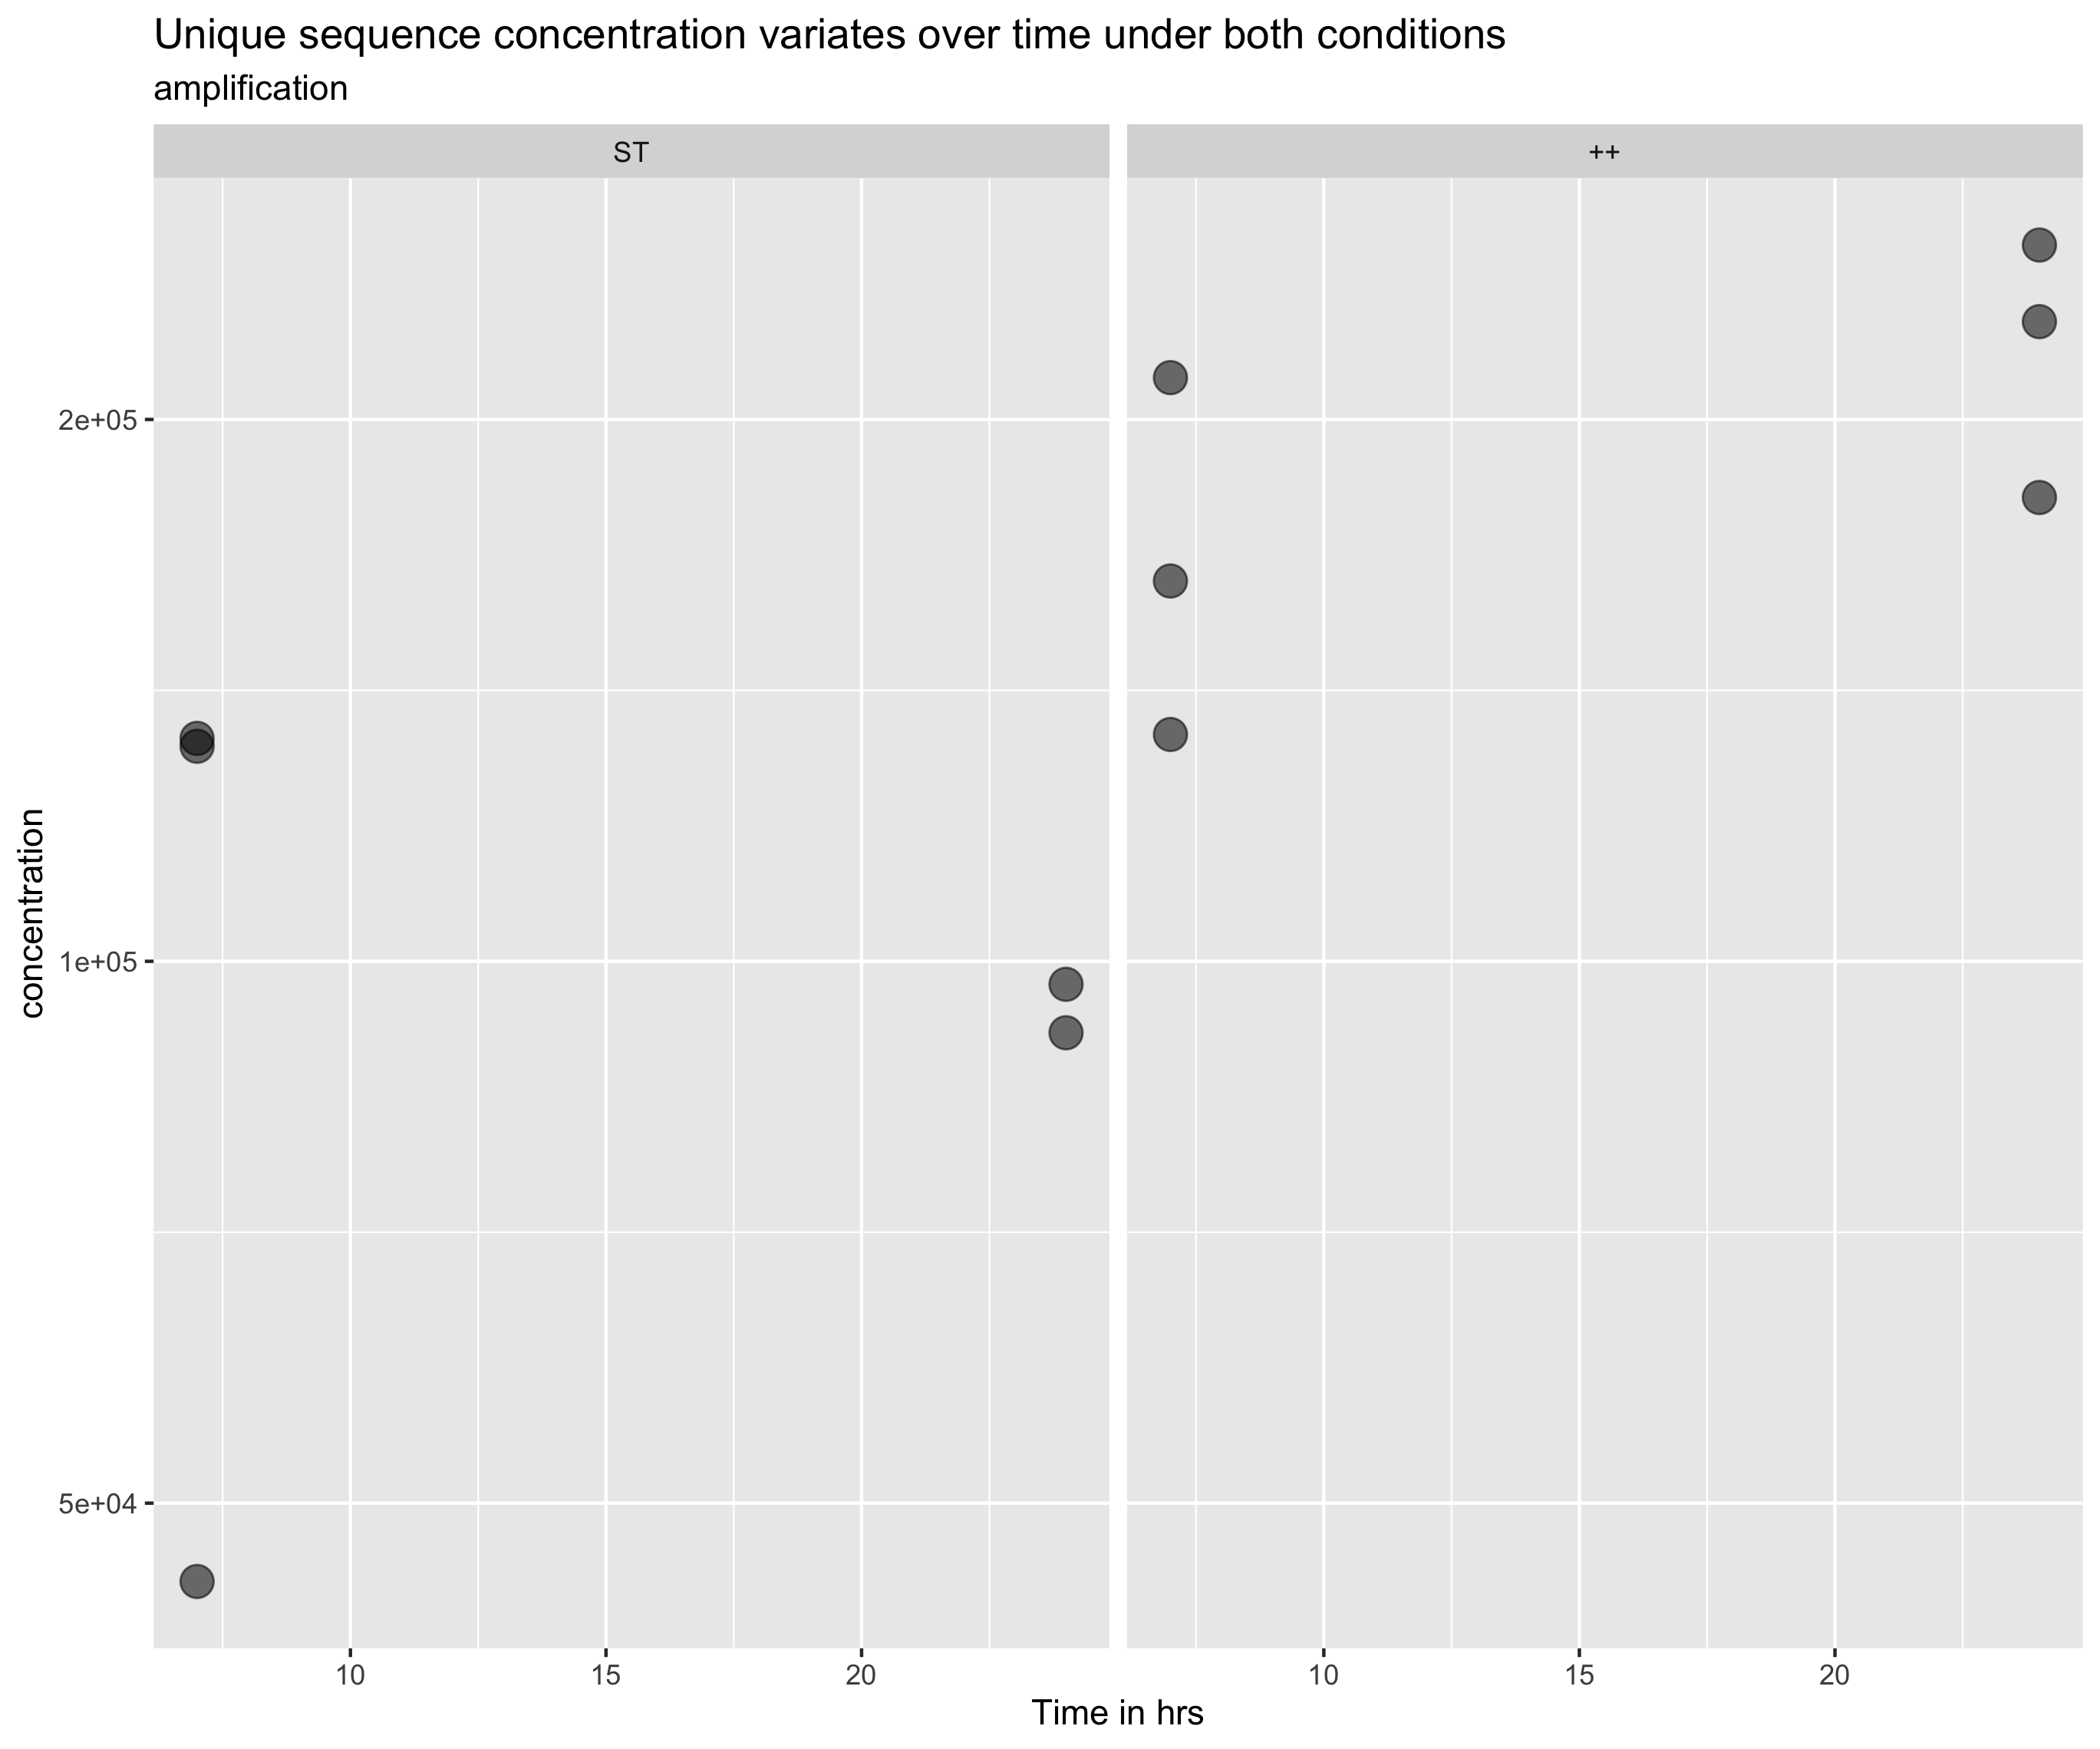 Unique sequence concentration variates over time under both conditions
amplification
ST
++
concentration
2e+05
1e+05
5e+04
10 15 20
10 15 20
Time in hrs